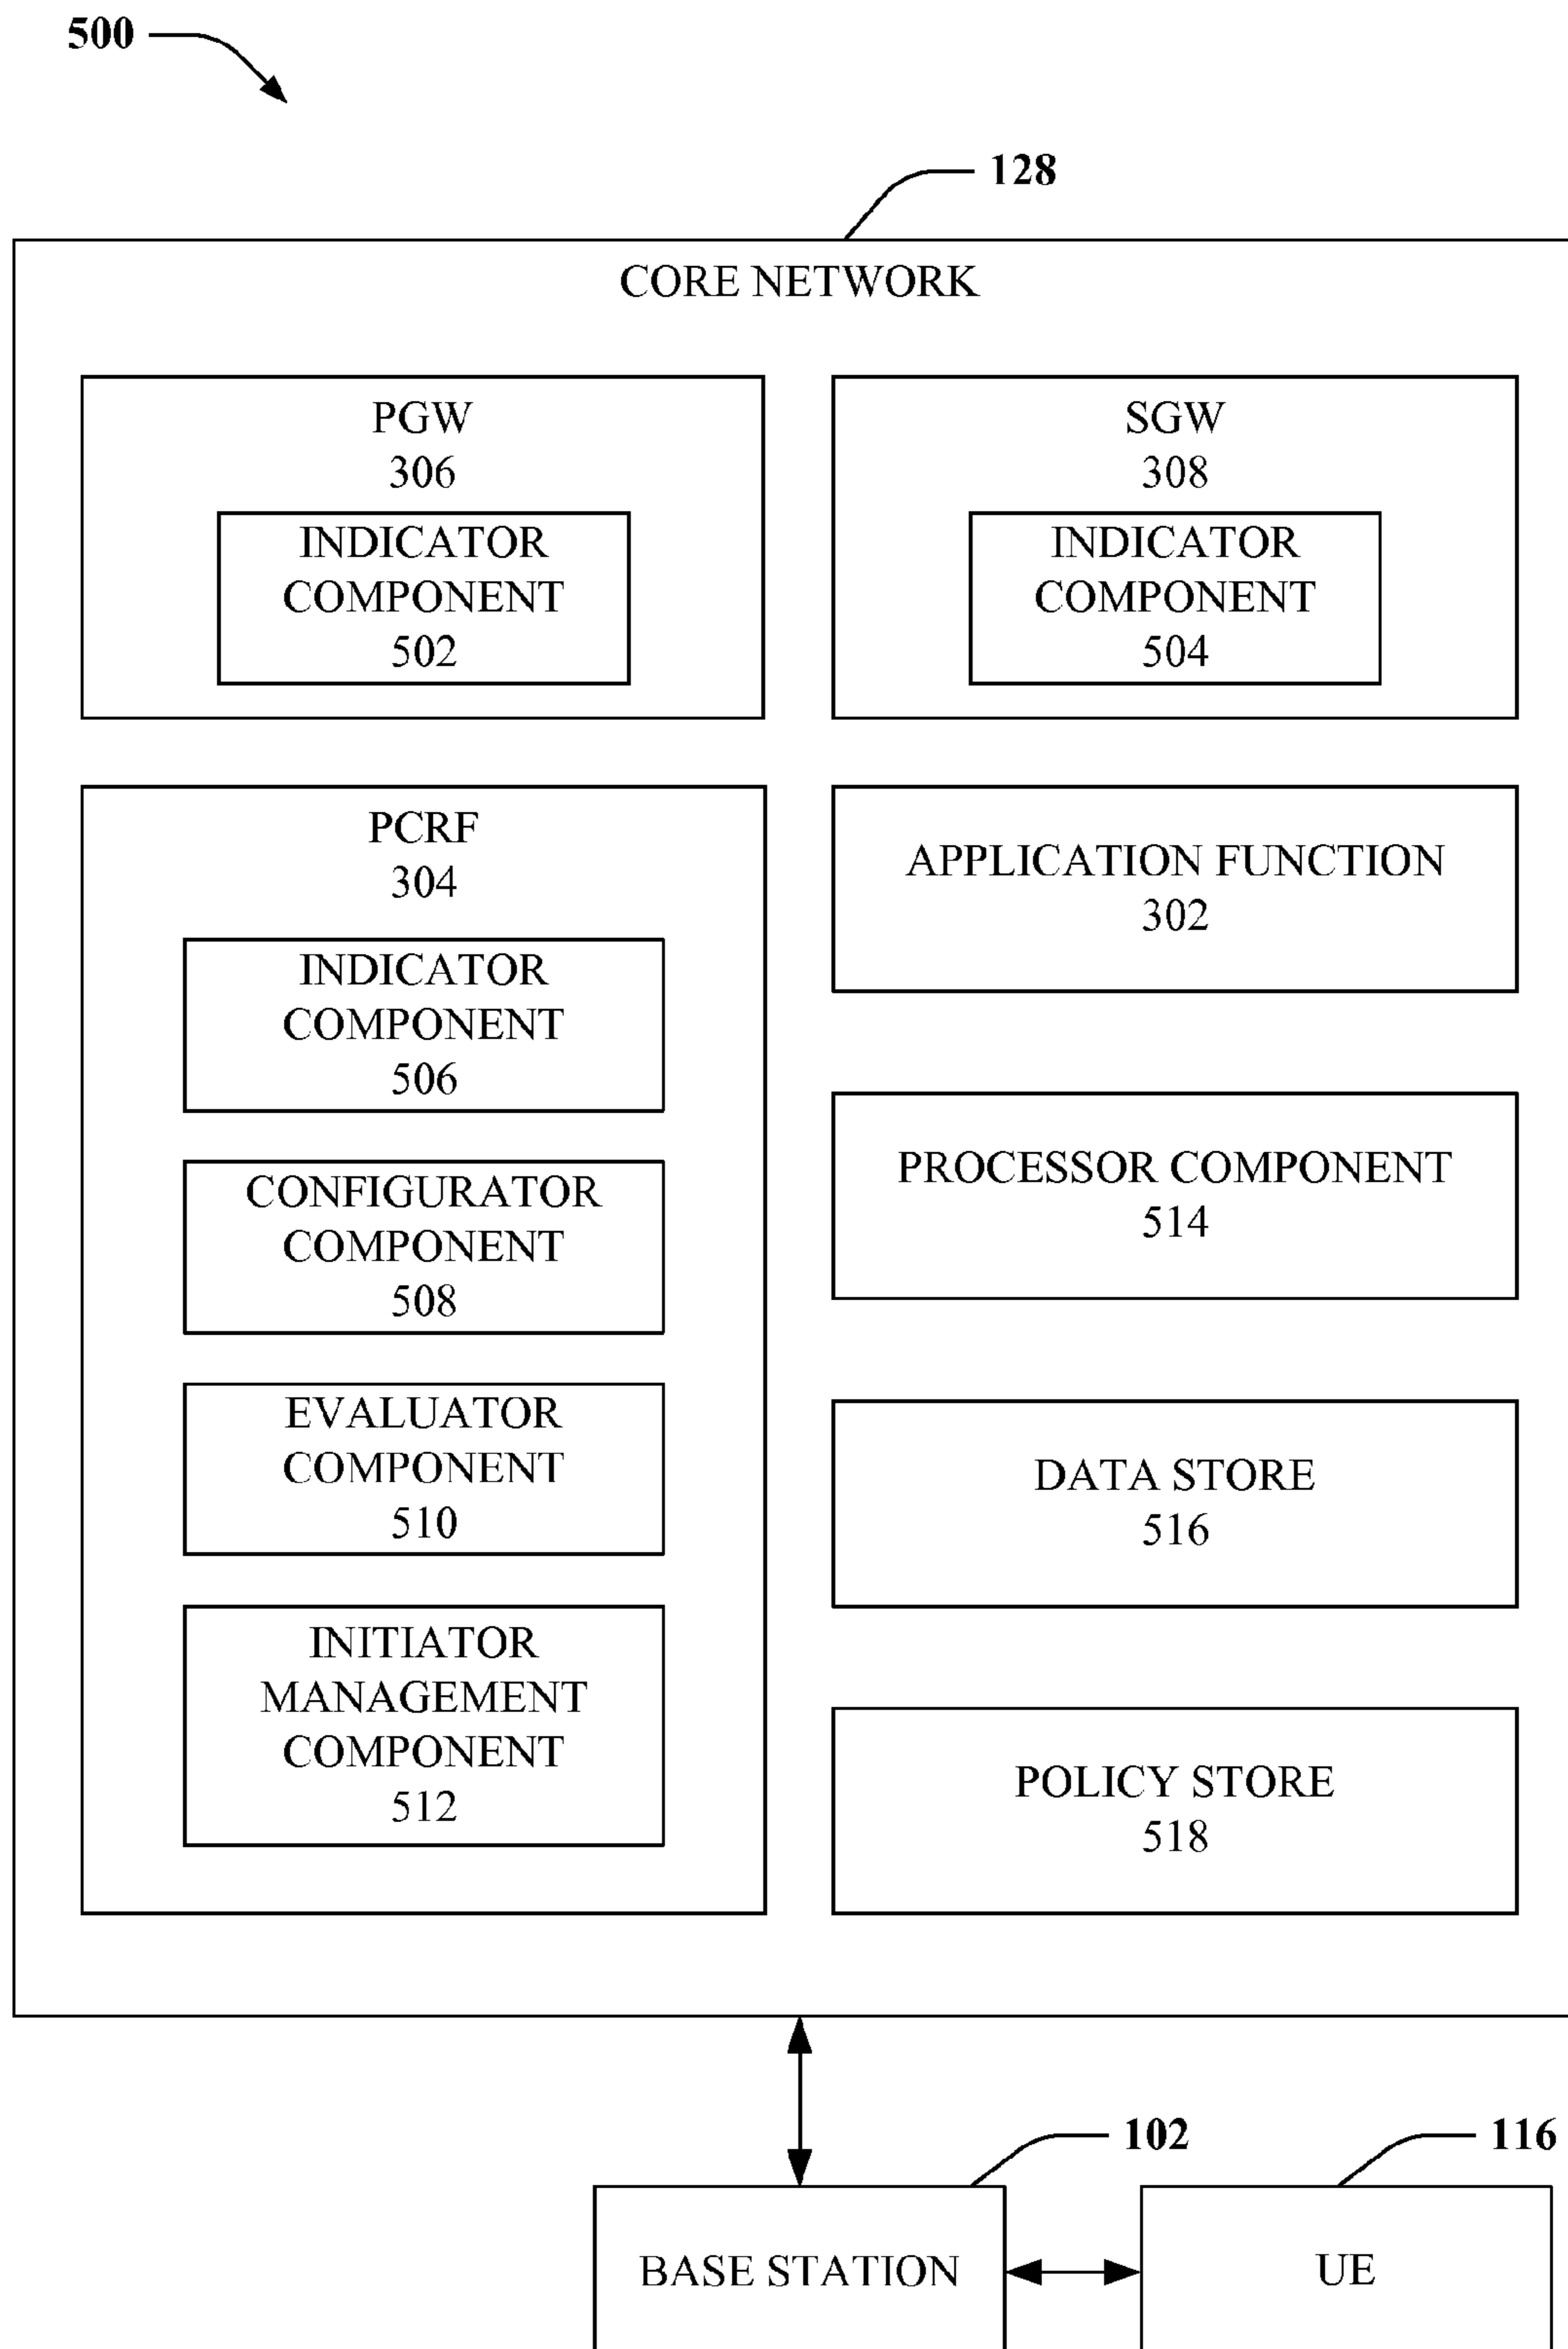 500
128
CORE NETWORK
PGW
306
INDICATOR
COMPONENT
502
SGW
308
INDICATOR
COMPONENT
504
PCRF
304
INDICATOR
COMPONENT
506
CONFIGURATOR
COMPONENT
508
EVALUATOR
COMPONENT
510
INITIATOR
MANAGEMENT
COMPONENT
512
APPLICATION FUNCTION
302
PROCESSOR COMPONENT
514
DATA STORE
516
POLICY STORE
518
102
116
BASE STATION
UE